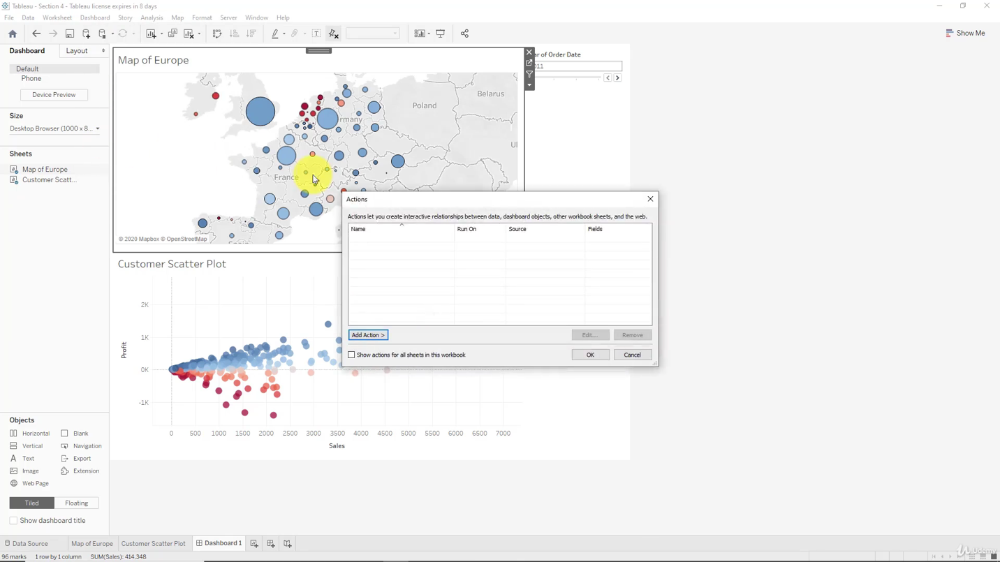 Tableau - Section 4 - Tableau license expires in 8 days
File Data Worksheet Dashboard Story Analysis Map Format Server Window Help
Show Me
Dashboard Layout
Default
Phone
Device Preview
Size
Desktop Browser (1000 x 8...
Sheets
Map of Europe
Customer Scatt...
Map of Europe
ar of Order Date
011
Belarus
Poland
ermany
France
Spain
© 2020 Mapbox © OpenStreetMap
Actions
Actions let you create interactive relationships between data, dashboard objects, other workbook sheets, and the web.
Name Run On Source Fields
Add Action > Edit... Remove
Show actions for all sheets in this workbook OK Cancel
Customer Scatter Plot
2K
1K
0K
-1K
Profit
0 500 1000 1500 2000 2500 3000 3500 4000 4500 5000 5500 6000 6500 7000
Sales
Objects
Horizontal Blank
Vertical Navigation
Text Export
Image Extension
Web Page
Tiled Floating
Show dashboard title
Data Source Map of Europe Customer Scatter Plot Dashboard 1
96 marks 1 row by 1 column SUM(Sales): 414,348
Udemy